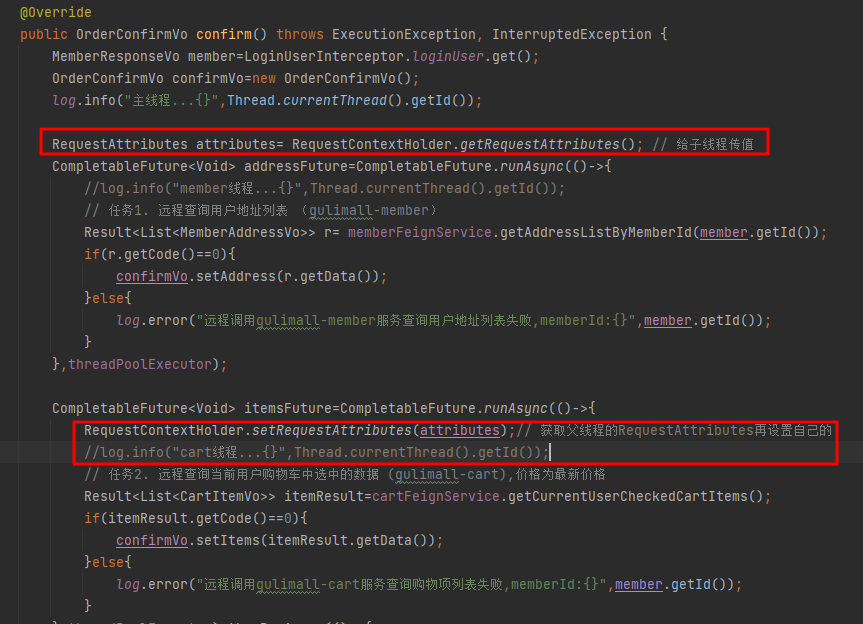 @Override
public OrderConfirmVo confirm() throws ExecutionException, InterruptedException {
MemberResponseVo member=LoginUserInterceptor.loginUser.get();
OrderConfirmVo confirmVo=new OrderConfirmVo();
log.info("主线程...{}",Thread.currentThread().getId());
RequestAttributes attributes= RequestContextHolder.getRequestAttributes(); // 给子线程传值
CompletableFuture<Void> addressFuture=CompletableFuture.runAsync(()->{
//log.info("member线程...{}",Thread.currentThread().getId());
// 任务1. 远程查询用户地址列表 （gulimall-member）
Result<List<MemberAddressVo>> r= memberFeignService.getAddressListByMemberId(member.getId());
if(r.getCode()==0){
confirmVo.setAddress(r.getData());
}else{
log.error("远程调用gulimall-member服务查询用户地址列表失败,memberId:{}",member.getId());
}
},threadPoolExecutor);
CompletableFuture<Void> itemsFuture=CompletableFuture.runAsync(()->{
RequestContextHolder.setRequestAttributes(attributes);// 获取父线程的RequestAttributes再设置自己的
//log.info("cart线程...{}",Thread.currentThread().getId());
// 任务2. 远程查询当前用户购物车中选中的数据 (gulimall-cart),价格为最新价格
Result<List<CartItemVo>> itemResult=cartFeignService.getCurrentUserCheckedCartItems();
if(itemResult.getCode()==0){
confirmVo.setItems(itemResult.getData());
}else{
log.error("远程调用gulimall-cart服务查询购物项列表失败,memberId:{}",member.getId());
}